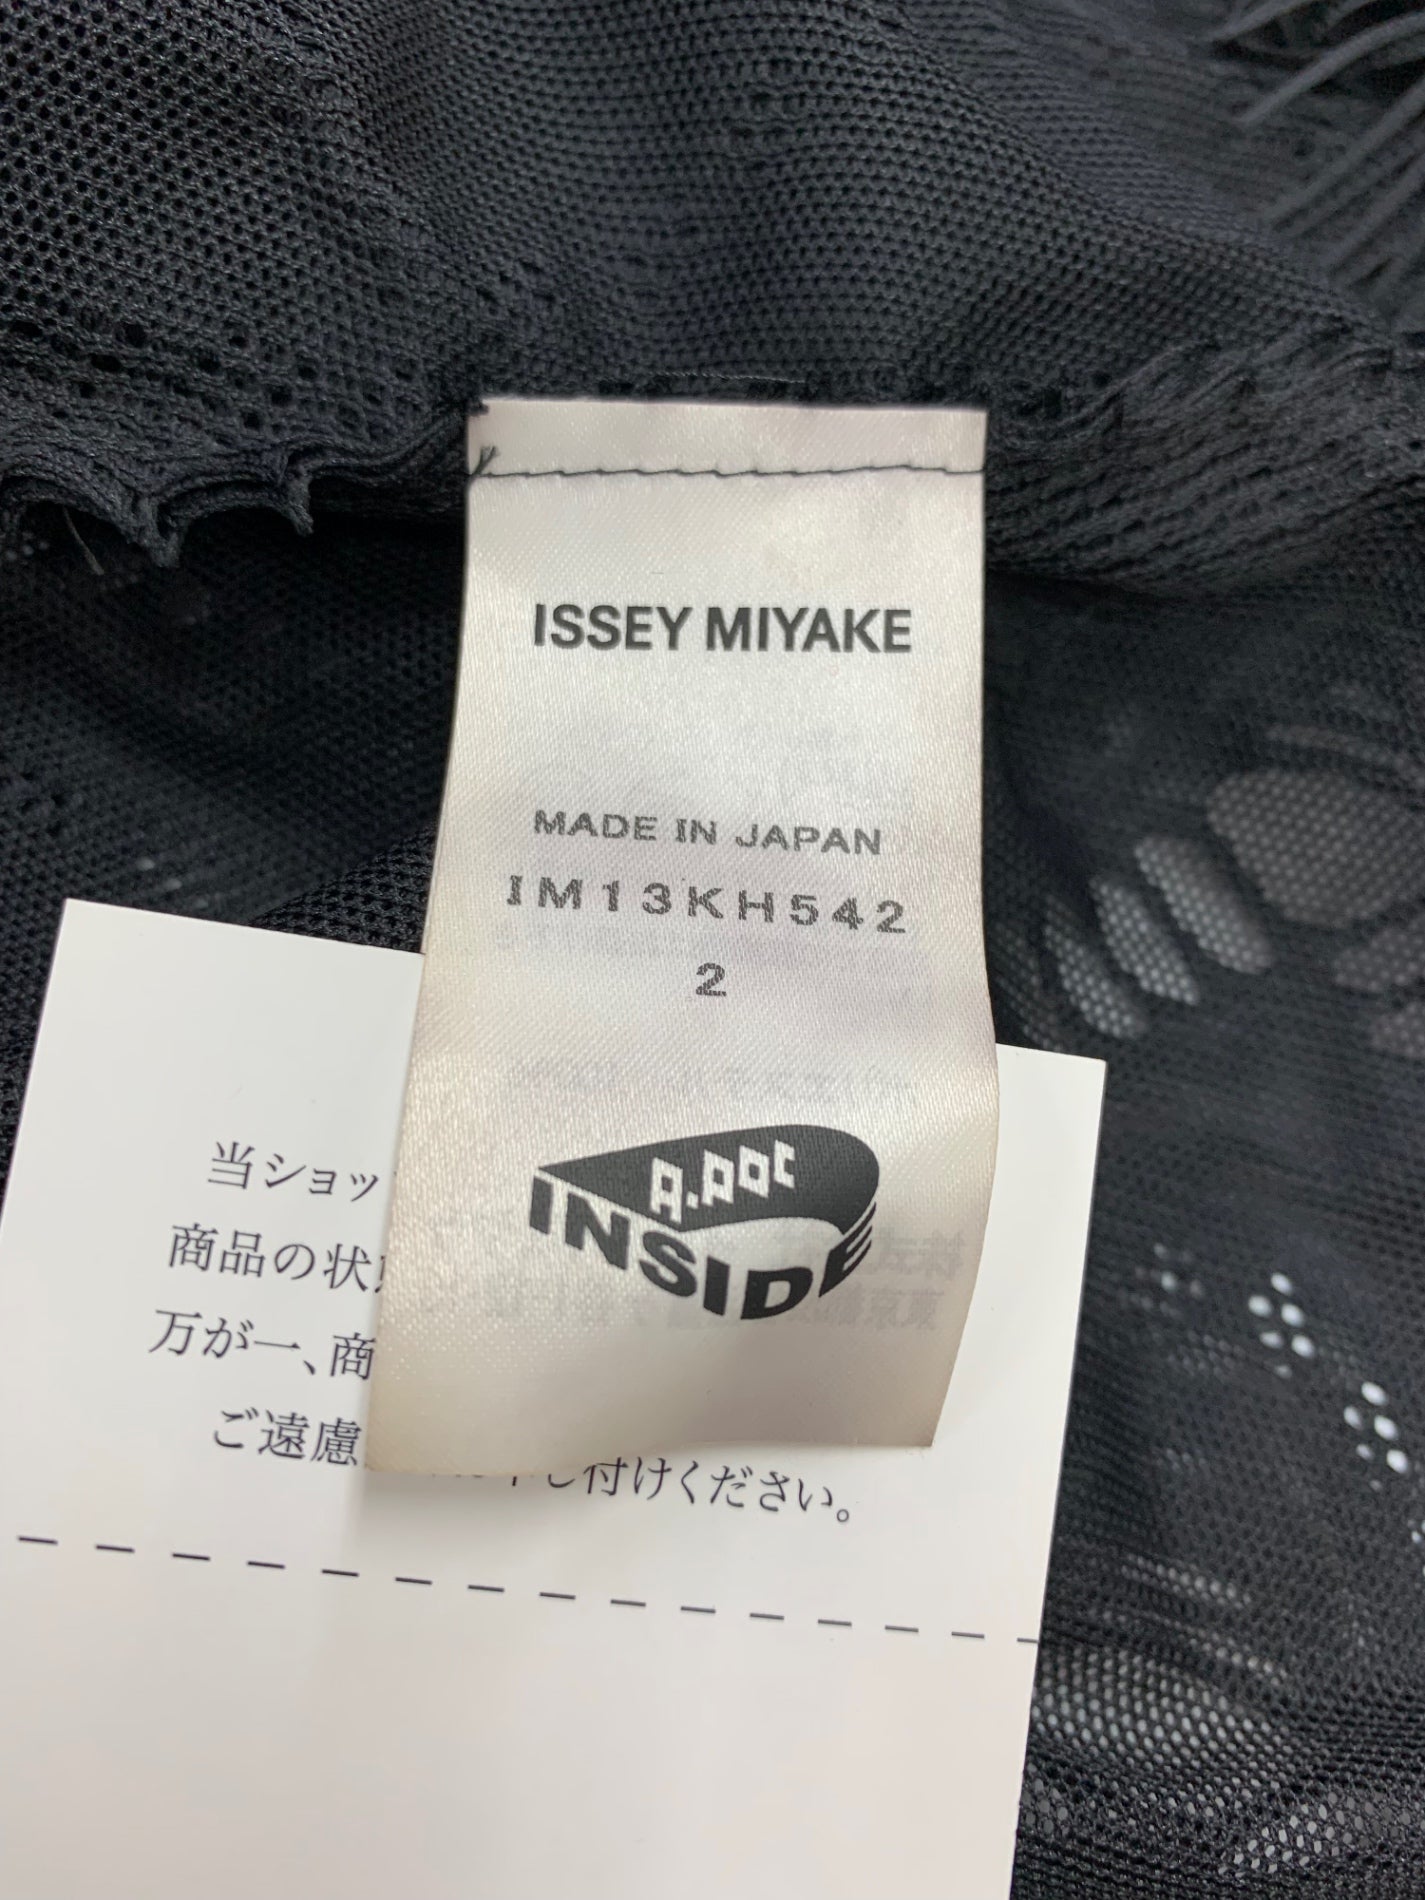 ISSEY MIYAKE
MADE IN JAPAN
IM13KH542
2
A.POC
INSIDE
当ショッ
商品の状
万が一、商
ご遠慮
付けください。